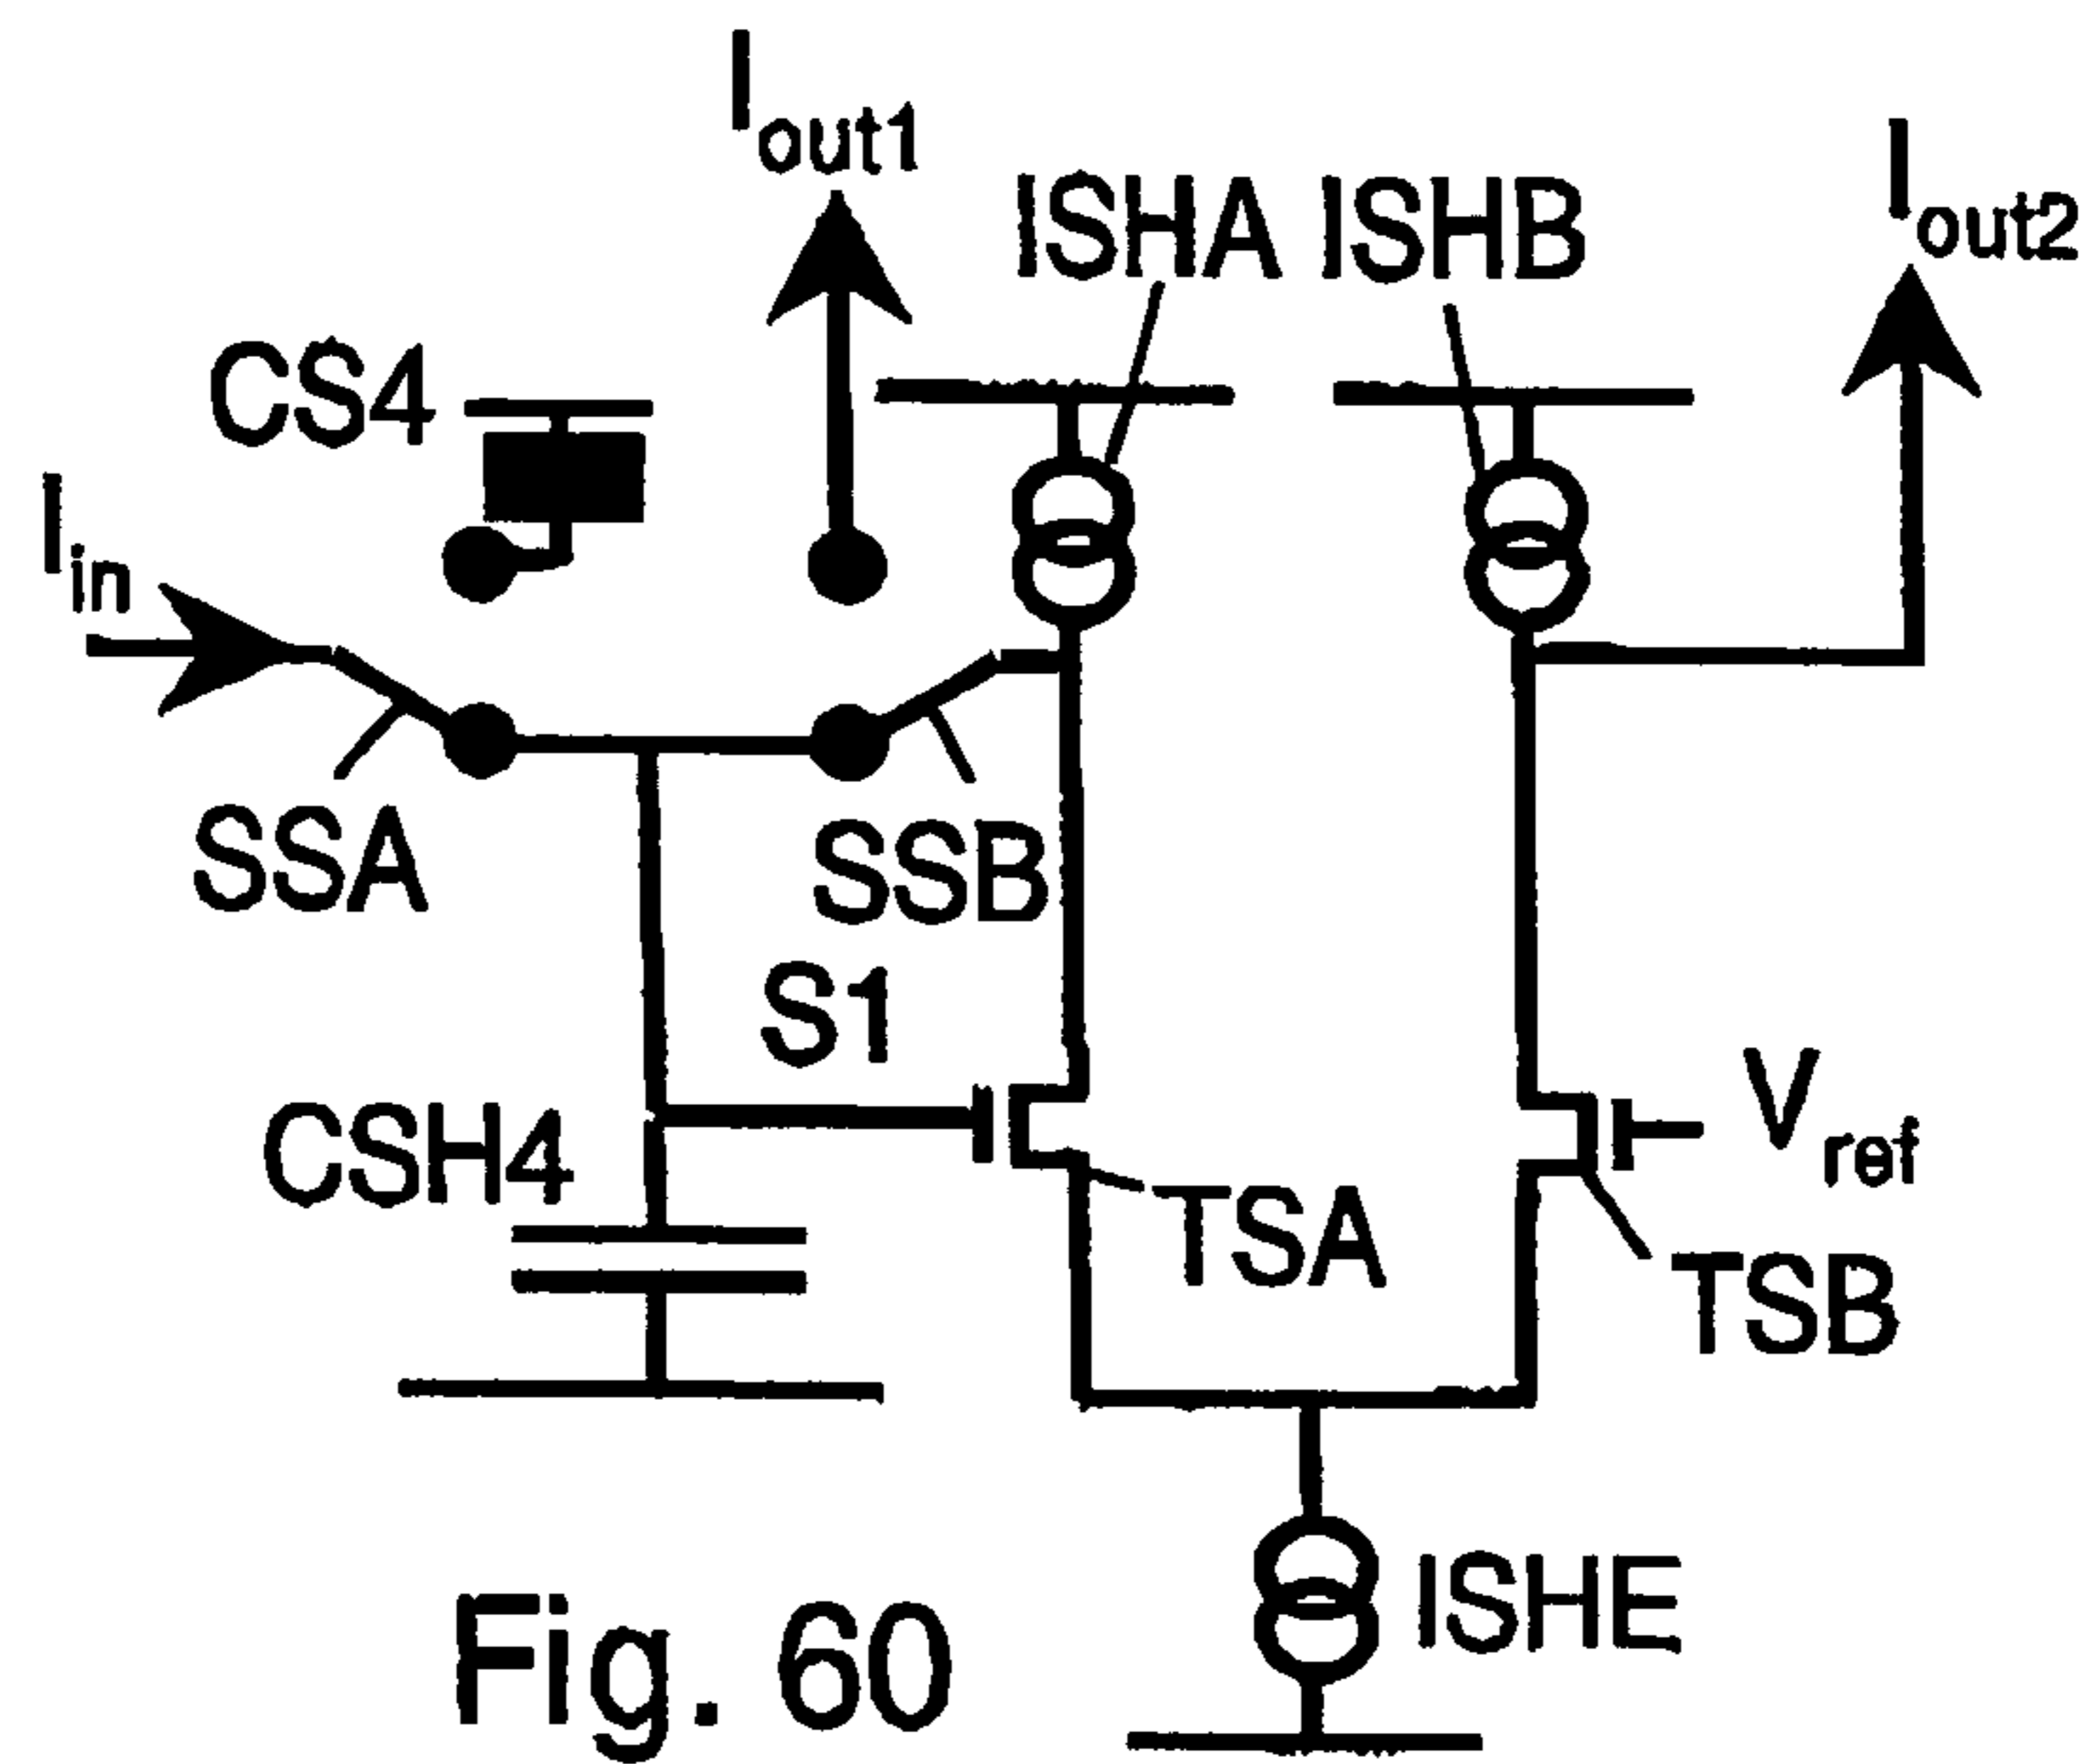 Iout1
ISHA
ISHB
Iout2
CS4
Iin
SSA
SSB
S1
CSH4
Vref
TSA
TSB
ISHE
Fig. 60